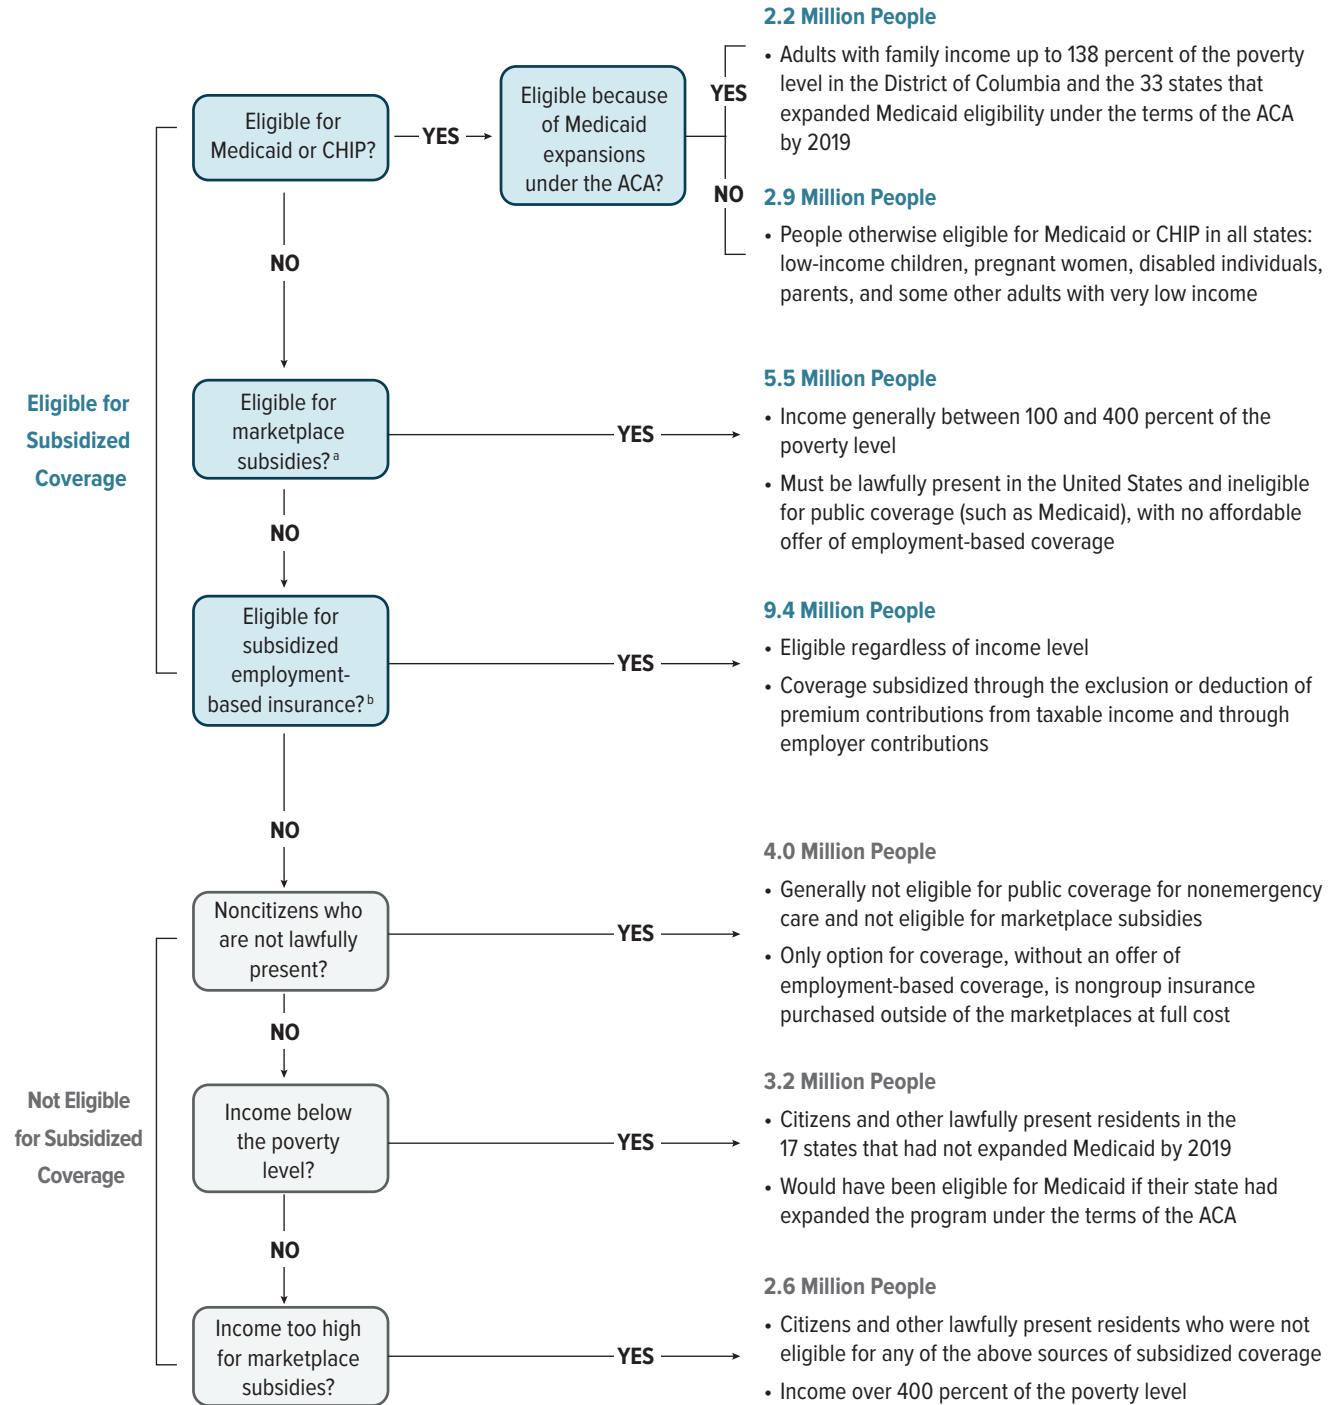 2.2 Million People
• Adults with family income up to 138 percent of the poverty
level in the District of Columbia and the 33 states that
expanded Medicaid eligibility under the terms of the ACA
by 2019
Eligible for
Medicaid or CHIP?
YES
Eligible because
of Medicaid
expansions
under the ACA?
YES
NO
2.9 Million People
• People otherwise eligible for Medicaid or CHIP in all states:
low-income children, pregnant women, disabled individuals,
parents, and some other adults with very low income
NO
Eligible for
Subsidized
Coverage
Eligible for
marketplace
subsidies? a
YES
5.5 Million People
• Income generally between 100 and 400 percent of the
poverty level
• Must be lawfully present in the United States and ineligible
for public coverage (such as Medicaid), with no affordable
offer of employment-based coverage
NO
Eligible for
subsidized
employment-
based insurance? b
YES
9.4 Million People
• Eligible regardless of income level
• Coverage subsidized through the exclusion or deduction of
premium contributions from taxable income and through
employer contributions
NO
Not Eligible
for Subsidized
Coverage
Noncitizens who
are not lawfully
present?
YES
4.0 Million People
• Generally not eligible for public coverage for nonemergency
care and not eligible for marketplace subsidies
• Only option for coverage, without an offer of
employment-based coverage, is nongroup insurance
purchased outside of the marketplaces at full cost
NO
Income below
the poverty
level?
YES
3.2 Million People
• Citizens and other lawfully present residents in the
17 states that had not expanded Medicaid by 2019
• Would have been eligible for Medicaid if their state had
expanded the program under the terms of the ACA
NO
Income too high
for marketplace
subsidies?
YES
2.6 Million People
• Citizens and other lawfully present residents who were not
eligible for any of the above sources of subsidized coverage
• Income over 400 percent of the poverty level